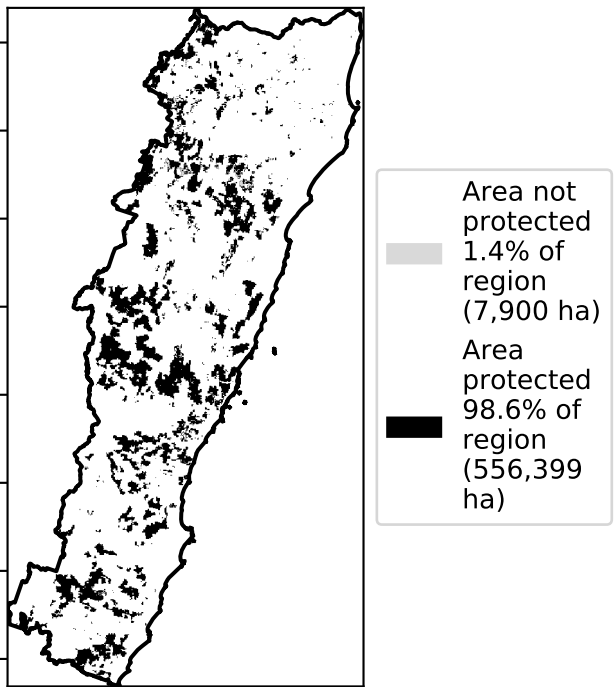 Area not
protected
1.4% of
region
(7,900 ha)
Area
protected
98.6% of
region
(556,399
ha)